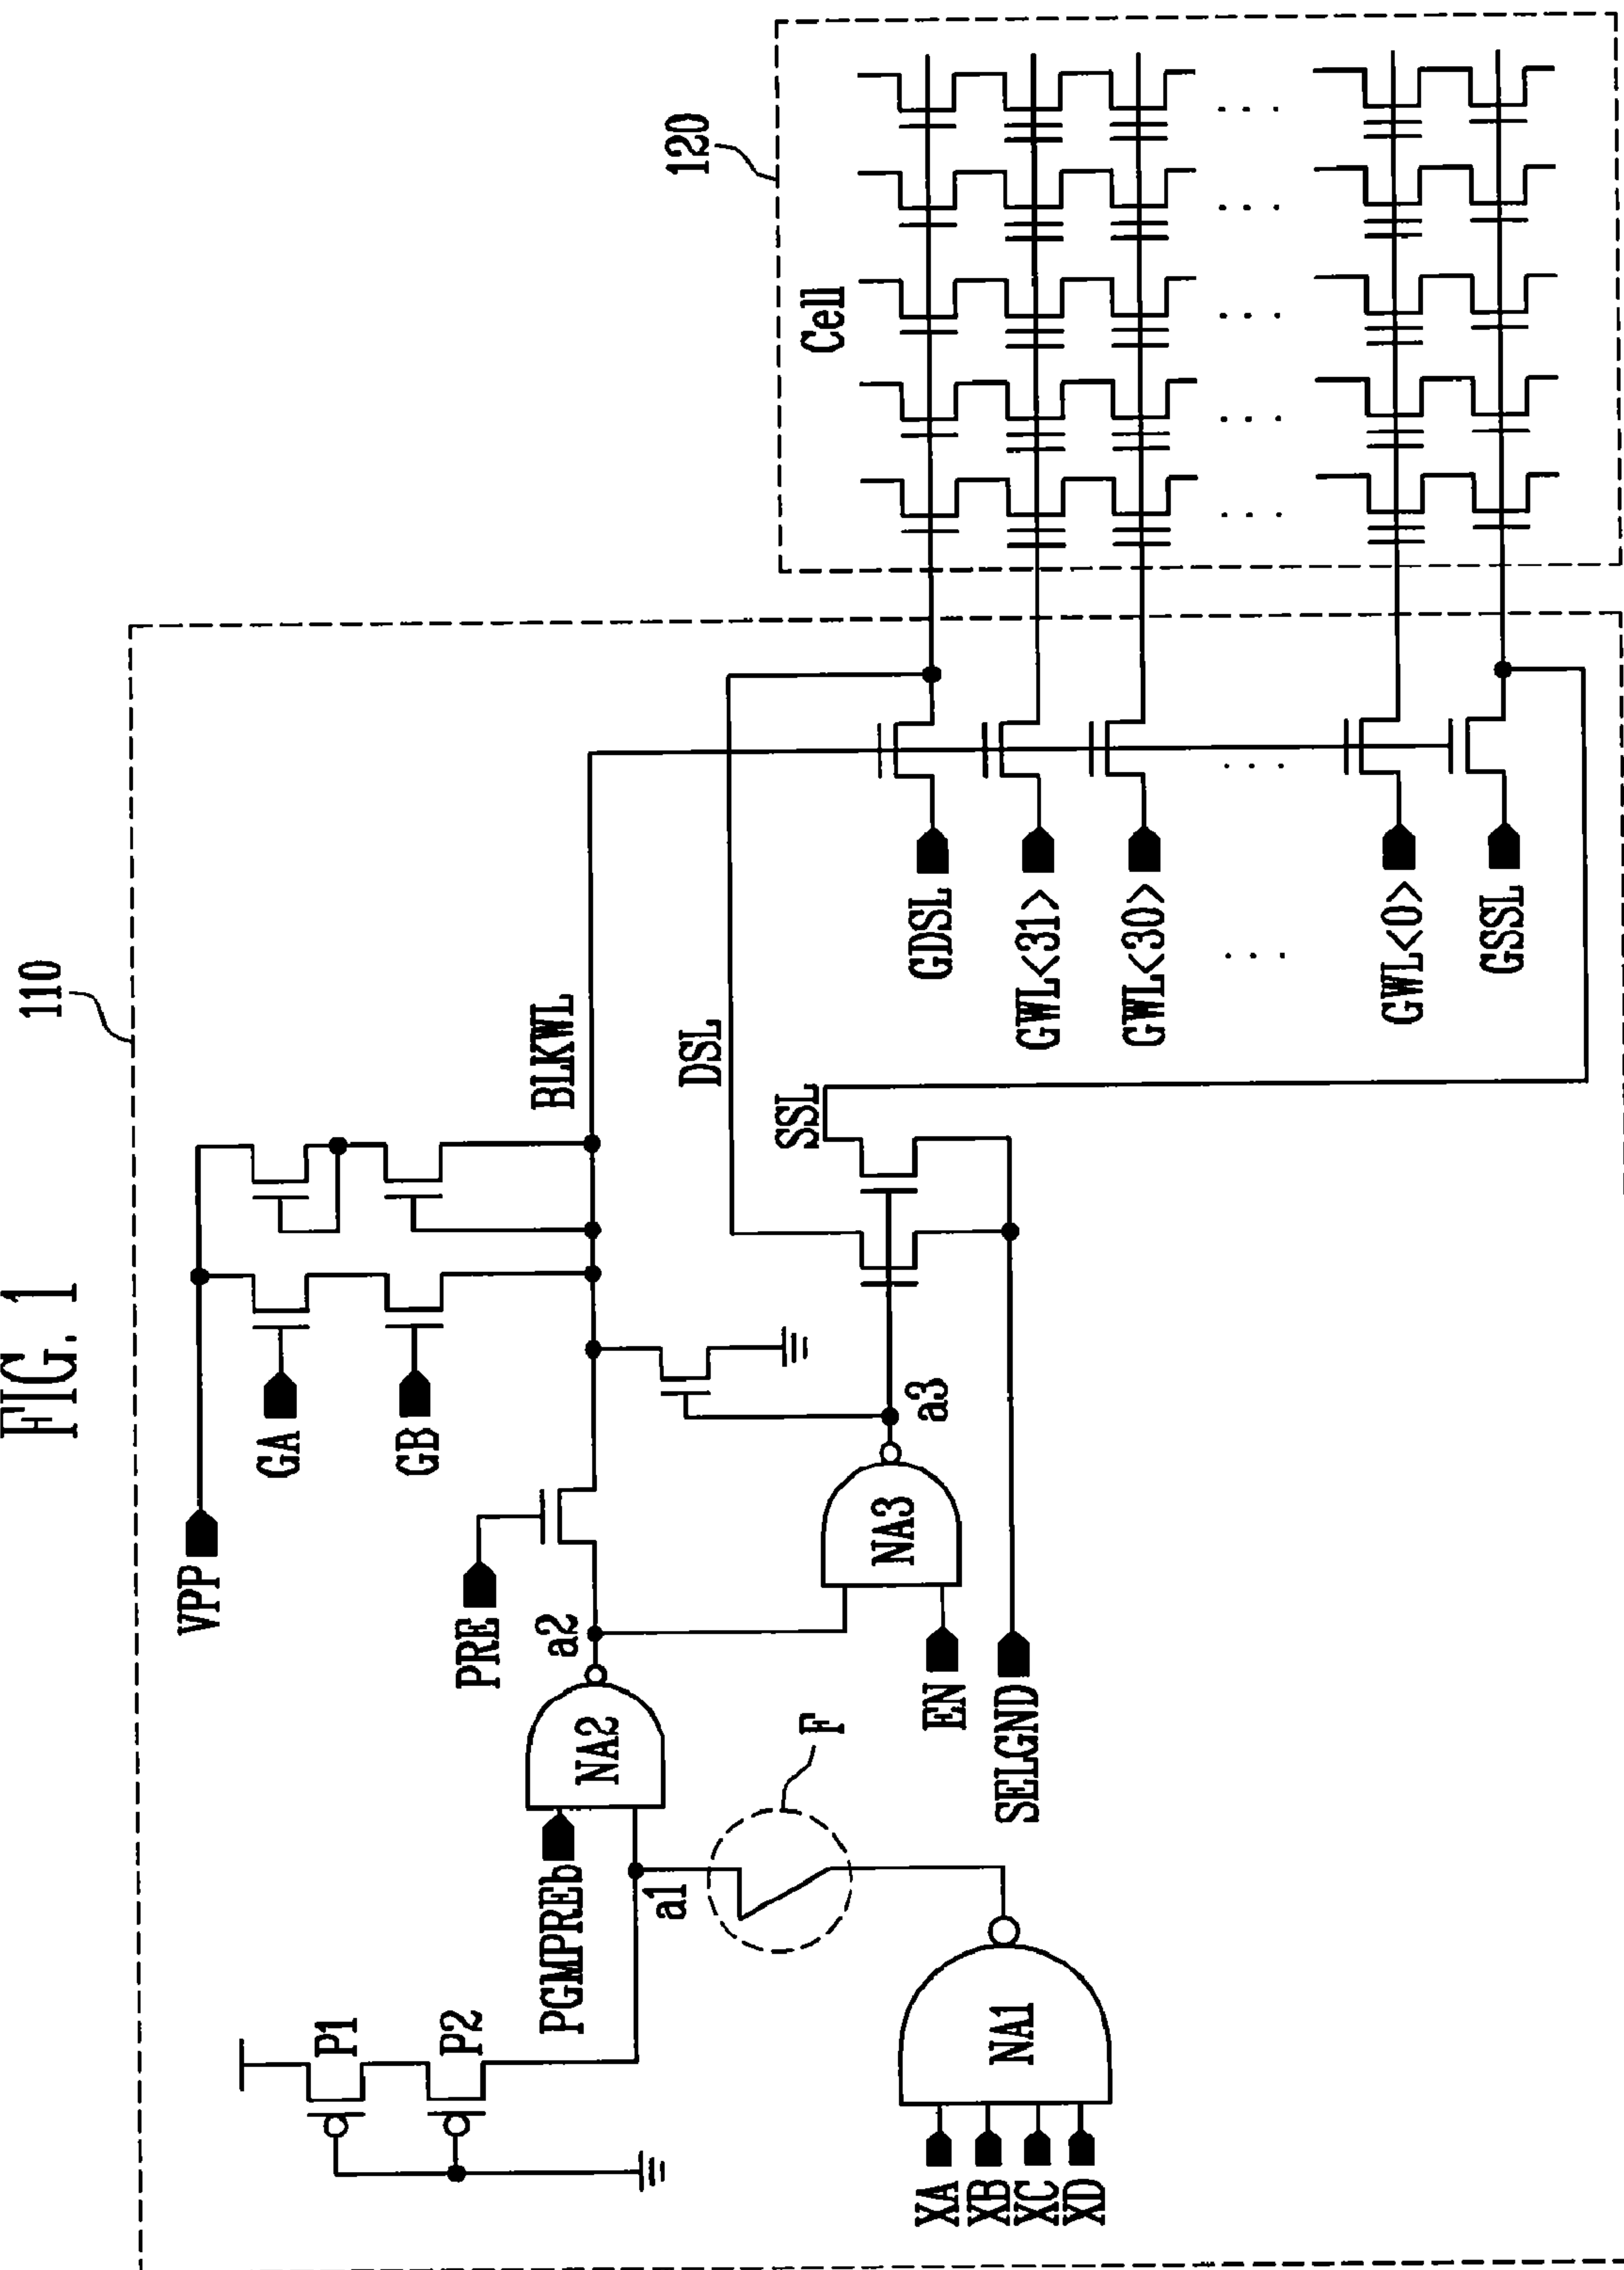 FIG. 1
110
120
VPP
GA
GB
BLKWL
PRE
a2
DSL
SSL
Cell
P1
P2
PGMPREb
NA2
a1
F
NA3
a3
EN
SELGND
NA1
XA
XB
XC
XD
GDSL
GWL<31>
GWL<30>
. . .
GWL<0>
GSSL